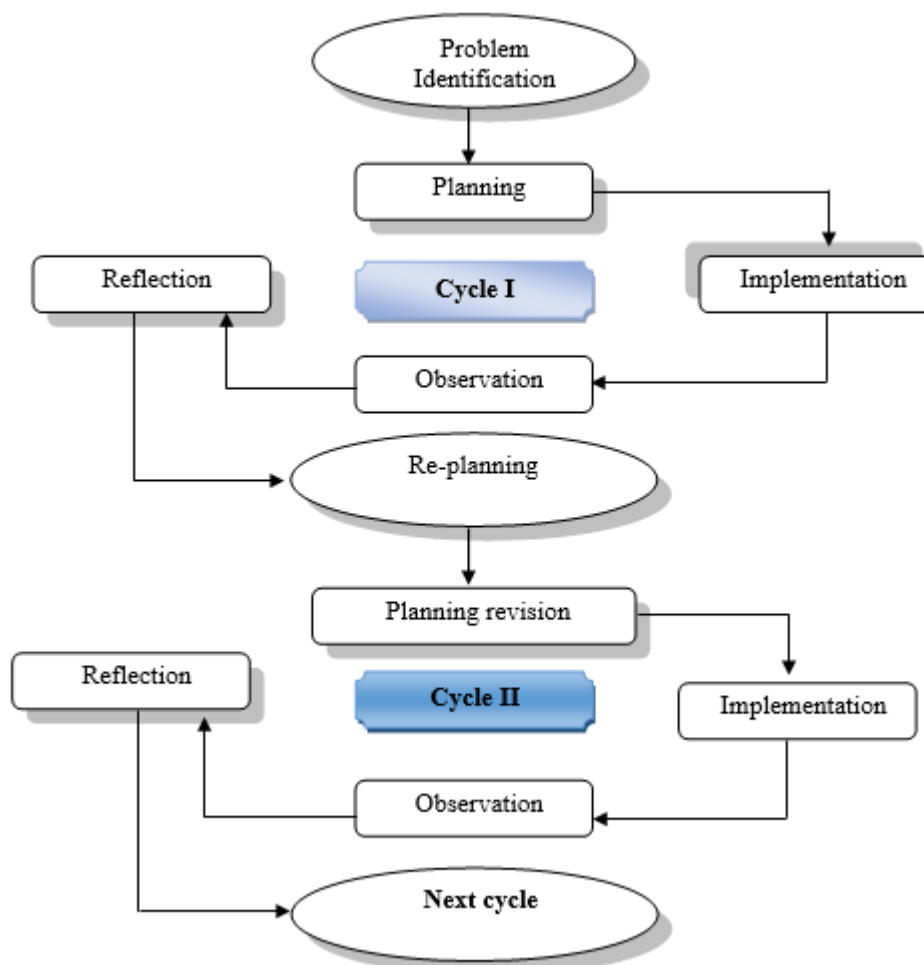 Problem
Identification
Planning
Reflection
Cycle I
Implementation
Observation
Re-planning
Planning revision
Reflection
Cycle II
Implementation
Observation
Next cycle